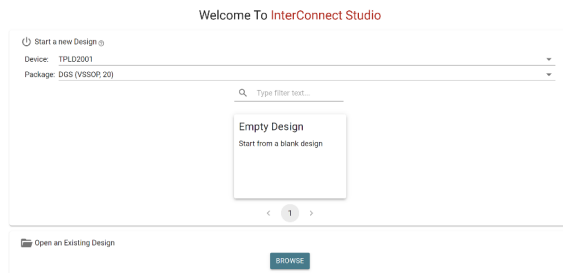 Welcome To InterConnect Studio
Start a new Design
Device: TPLD2001
Package: DGS (VSSOP, 20)
Type filter text...
Empty Design
Start from a blank design
< 1 >
Open an Existing Design
BROWSE